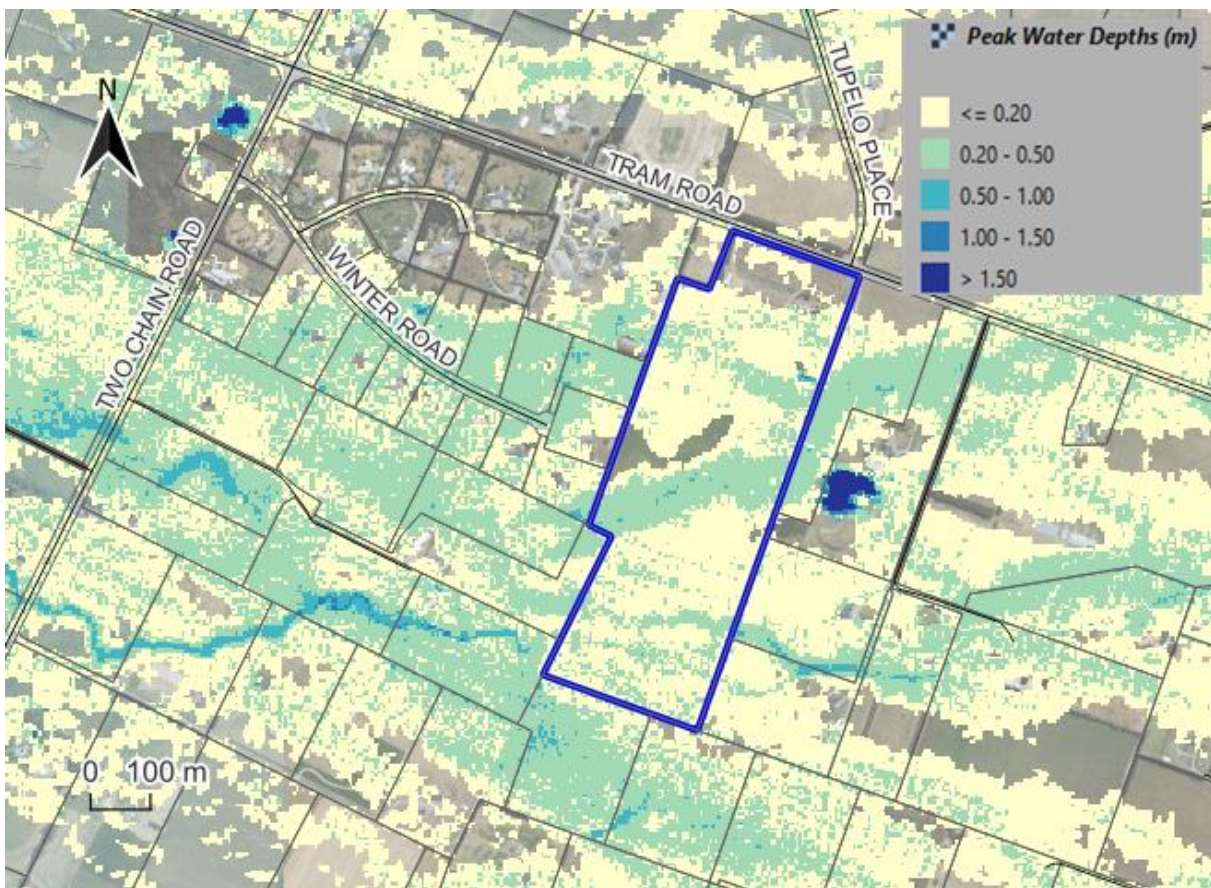 Peak Water Depths (m)
<= 0.20
0.20 - 0.50
0.50 - 1.00
1.00 - 1.50
> 1.50
N
TUPELO PLACE
TRAM ROAD
TWO CHAIN ROAD
WINTER ROAD
0 100 m